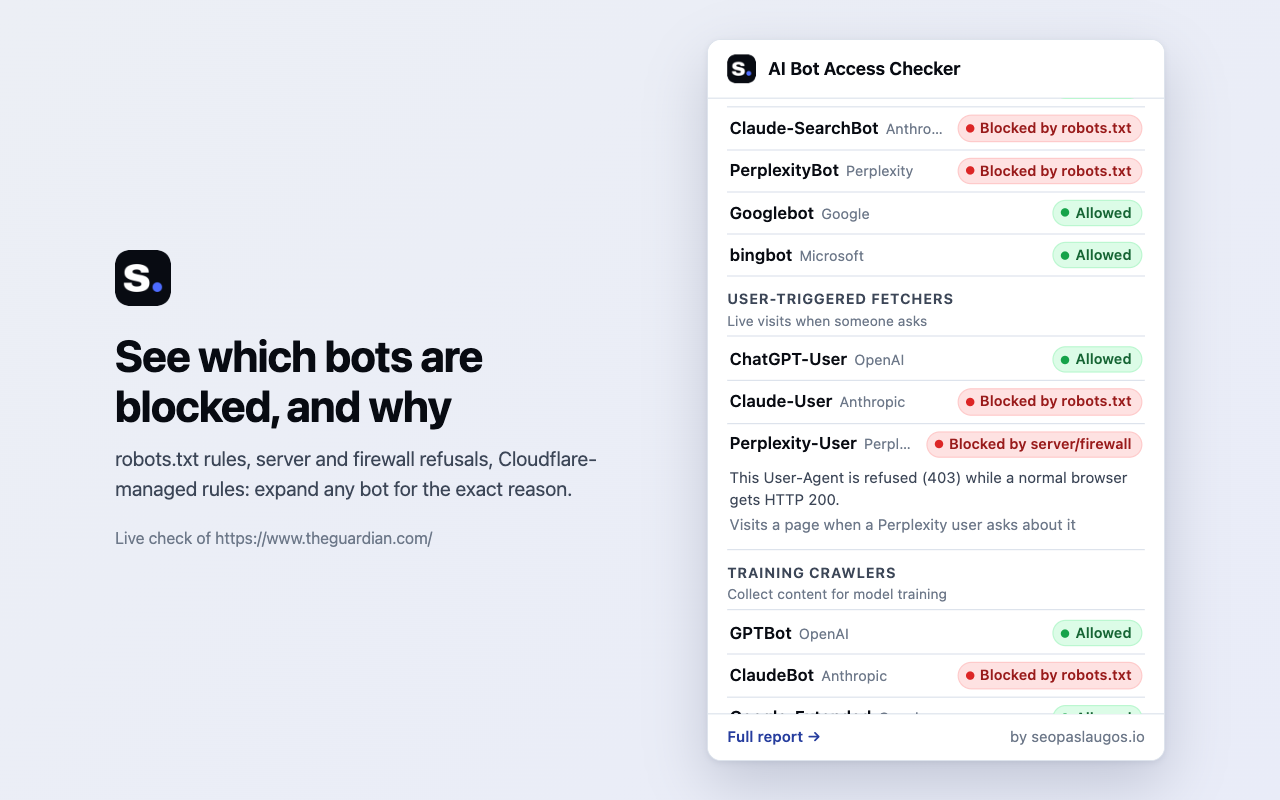 S.
See which bots are
blocked, and why
robots.txt rules, server and firewall refusals, Cloudflare-
managed rules: expand any bot for the exact reason.
Live check of https://www.theguardian.com/
S. AI Bot Access Checker
Claude-SearchBot Anthro... Blocked by robots.txt
PerplexityBot Perplexity Blocked by robots.txt
Googlebot Google Allowed
bingbot Microsoft Allowed
USER-TRIGGERED FETCHERS
Live visits when someone asks
ChatGPT-User OpenAI Allowed
Claude-User Anthropic Blocked by robots.txt
Perplexity-User Perpl... Blocked by server/firewall
This User-Agent is refused (403) while a normal browser
gets HTTP 200.
Visits a page when a Perplexity user asks about it
TRAINING CRAWLERS
Collect content for model training
GPTBot OpenAI Allowed
ClaudeBot Anthropic Blocked by robots.txt
Full report →
by seopaslaugos.io